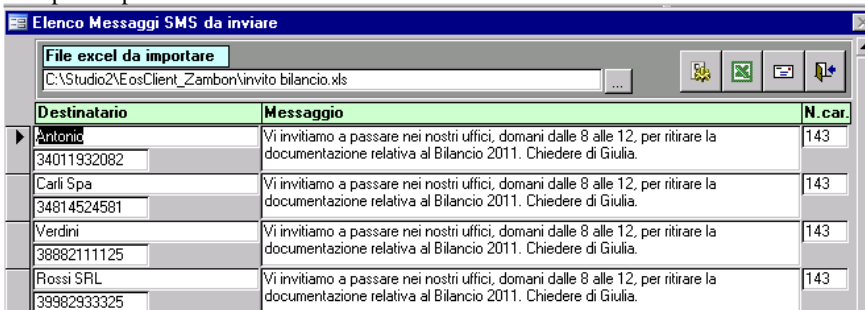 Elenco Messaggi SMS da inviare
File excel da importare
C:\Studio2\EosClient_Zambon\invito bilancio.xls
...
Destinatario Messaggio N.car.
Antonio Vi invitiamo a passare nei nostri uffici, domani dalle 8 alle 12, per ritirare la 143
34011932082 documentazione relativa al Bilancio 2011. Chiedere di Giulia.
Carli Spa Vi invitiamo a passare nei nostri uffici, domani dalle 8 alle 12, per ritirare la 143
34814524581 documentazione relativa al Bilancio 2011. Chiedere di Giulia.
Verdini Vi invitiamo a passare nei nostri uffici, domani dalle 8 alle 12, per ritirare la 143
38882111125 documentazione relativa al Bilancio 2011. Chiedere di Giulia.
Rossi SRL Vi invitiamo a passare nei nostri uffici, domani dalle 8 alle 12, per ritirare la 143
39982933325 documentazione relativa al Bilancio 2011. Chiedere di Giulia.